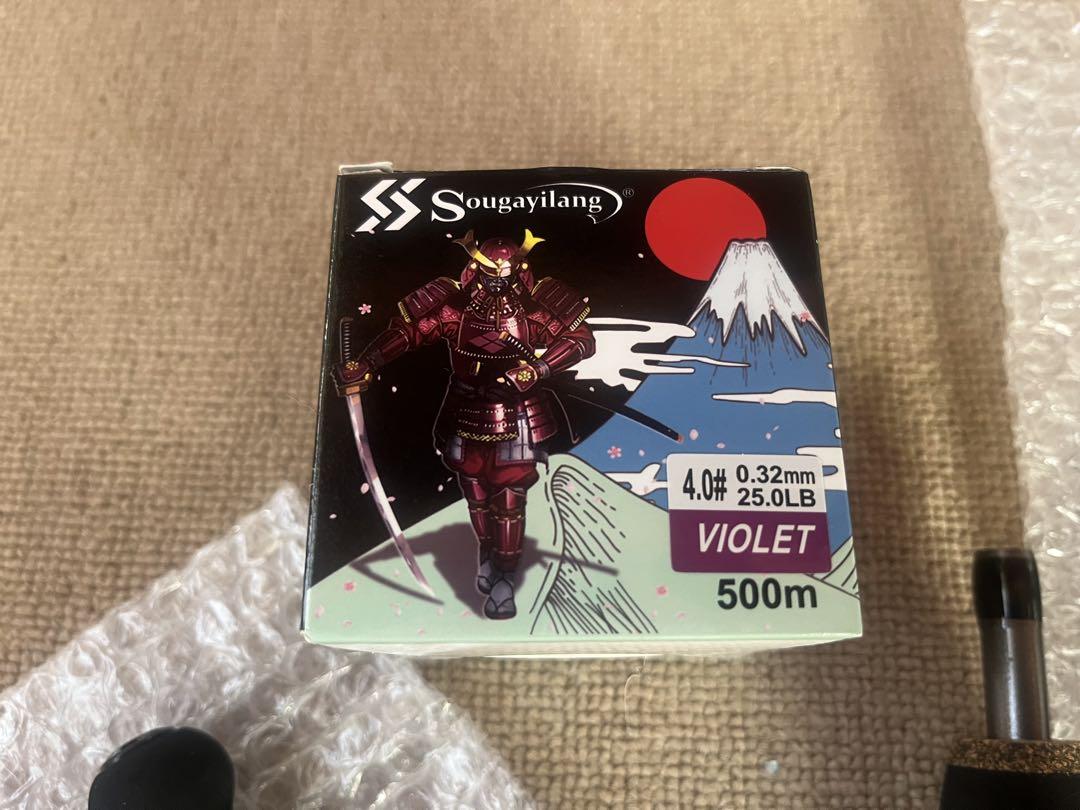 Sougayilang®
4.0# 0.32mm
25.0LB
VIOLET
500m